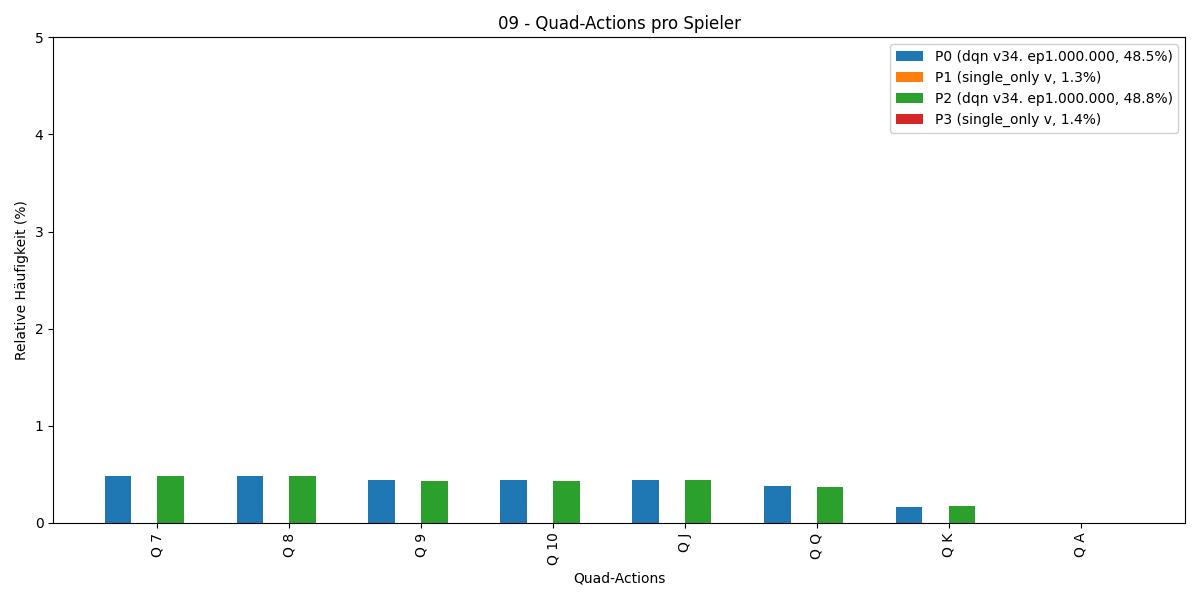 09 - Quad-Actions pro Spieler
P0 (dqn v34. ep1.000.000, 48.5%)
P1 (single_only v, 1.3%)
P2 (dqn v34. ep1.000.000, 48.8%)
P3 (single_only v, 1.4%)
Relative Häufigkeit (%)
5
4
3
2
1
0
Q 7
Q 8
Q 9
Q 10
Q J
Q Q
Q K
Q A
Quad-Actions